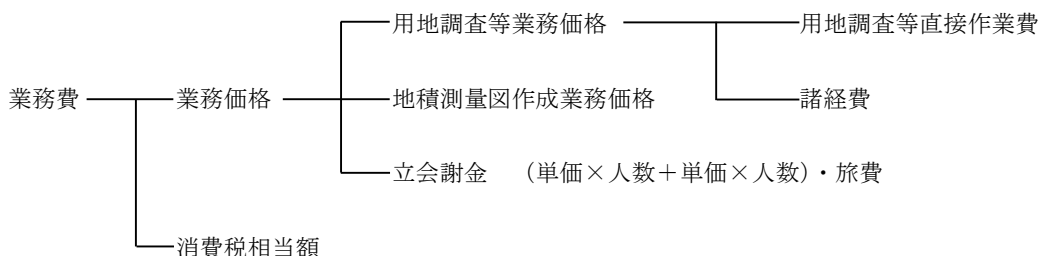 用地調査等業務価格 用地調査等直接作業費
業務費 業務価格 地積測量図作成業務価格 諸経費
立会謝金 （単価×人数＋単価×人数）・旅費
消費税相当額